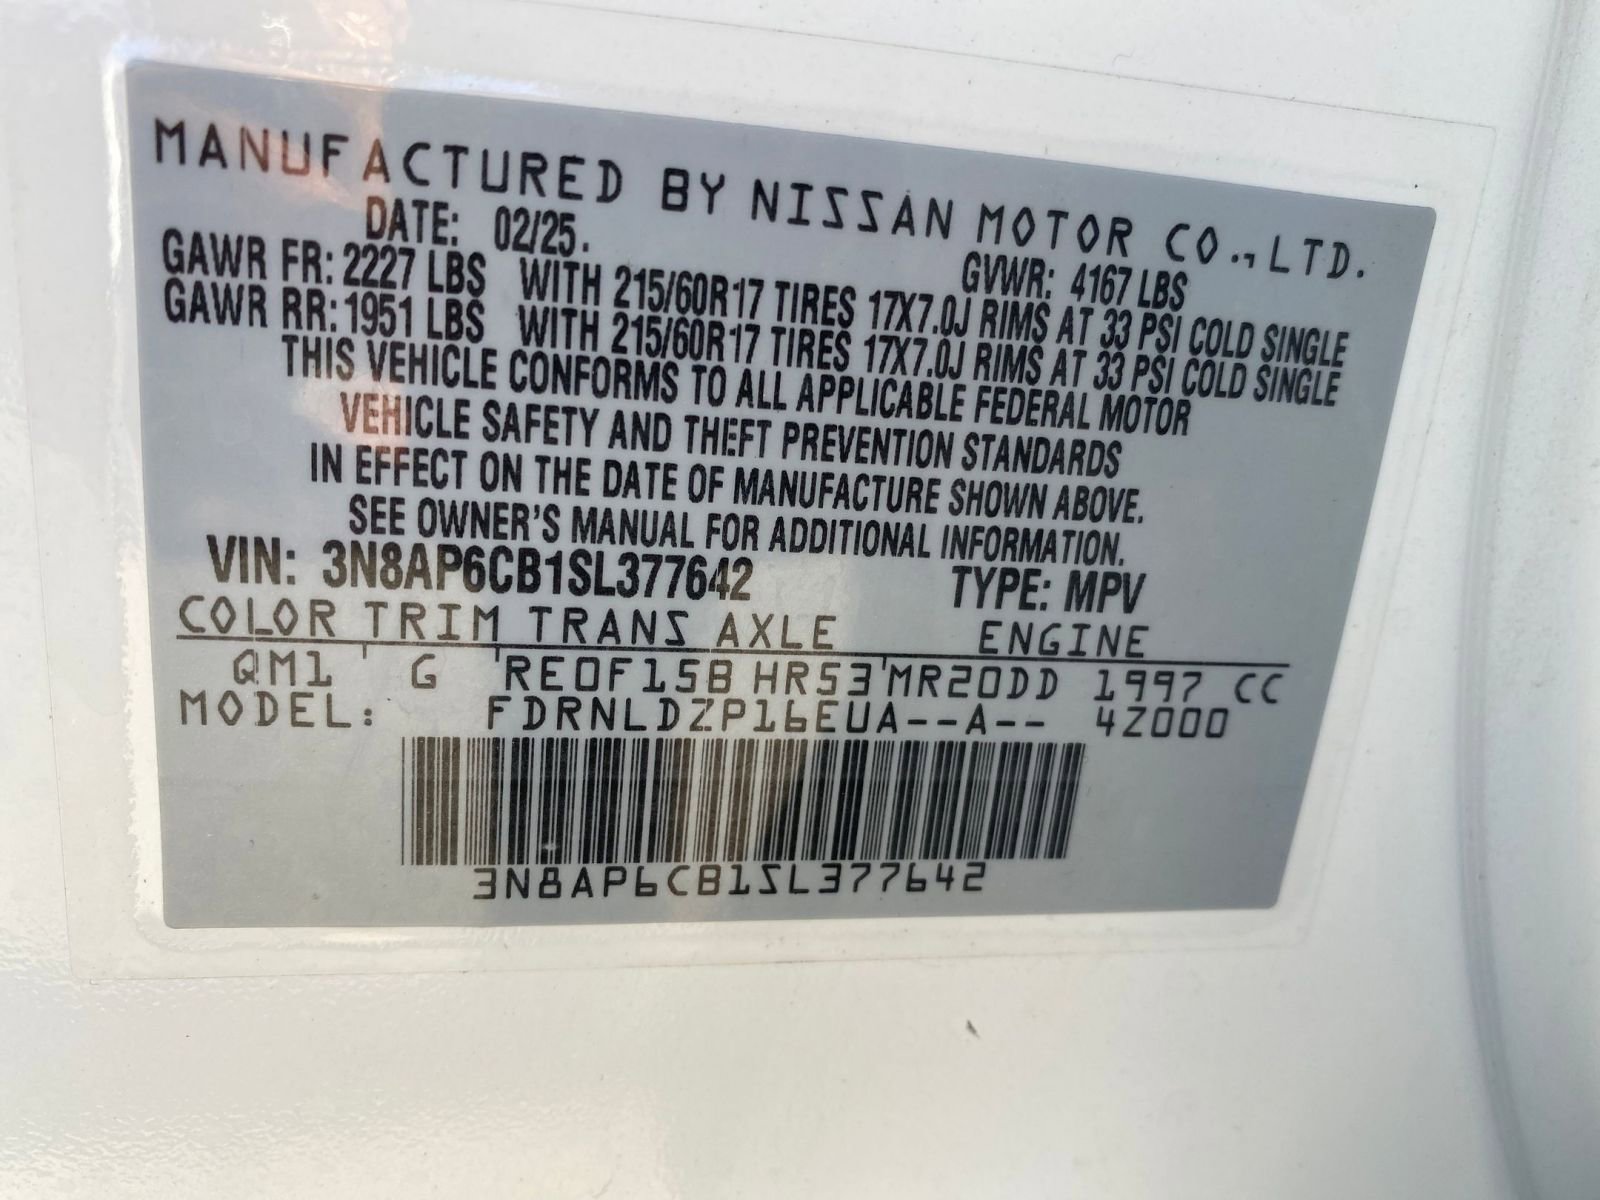 MANUFACTURED BY NISSAN MOTOR CO.,LTD.
DATE: 02/25. GVWR: 4167 LBS
GAWR FR: 2227 LBS WITH 215/60R17 TIRES 17X7.0J RIMS AT 33 PSI COLD SINGLE
GAWR RR: 1951 LBS WITH 215/60R17 TIRES 17X7.0J RIMS AT 33 PSI COLD SINGLE
THIS VEHICLE CONFORMS TO ALL APPLICABLE FEDERAL MOTOR
VEHICLE SAFETY AND THEFT PREVENTION STANDARDS
IN EFFECT ON THE DATE OF MANUFACTURE SHOWN ABOVE.
SEE OWNER'S MANUAL FOR ADDITIONAL INFORMATION.
VIN: 3N8AP6CB1SL377642 TYPE: MPV
COLOR TRIM TRANS AXLE ENGINE
QM1 G RE0F15B HR53 MR20DD 1997 CC
MODEL: FDRNLDZP16EUA--A-- 4Z000
3N8AP6CB1SL377642